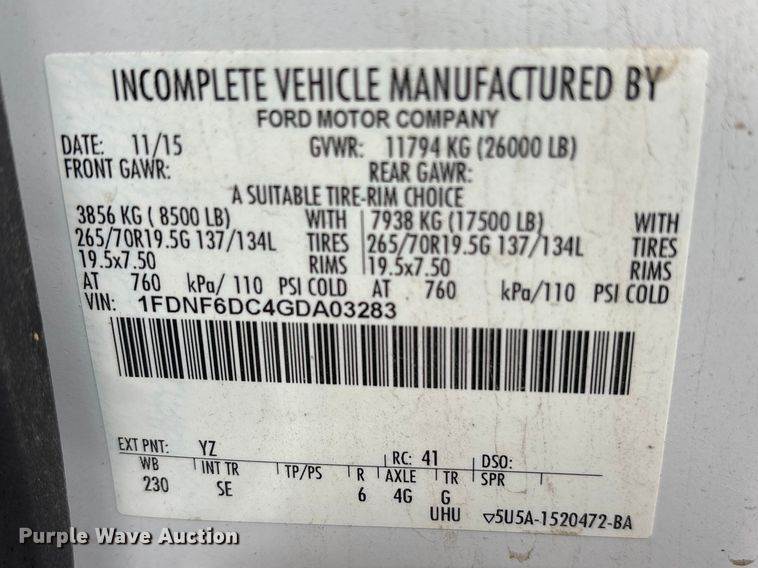 INCOMPLETE VEHICLE MANUFACTURED BY
FORD MOTOR COMPANY
DATE: 11/15 GVWR: 11794 KG (26000 LB)
FRONT GAWR: REAR GAWR:
A SUITABLE TIRE-RIM CHOICE
3856 KG ( 8500 LB) WITH 7938 KG (17500 LB) WITH
265/70R19.5G 137/134L TIRES 265/70R19.5G 137/134L TIRES
19.5x7.50 RIMS 19.5x7.50 RIMS
AT 760 kPa/ 110 PSI COLD AT 760 kPa/110 PSI COLD
VIN: 1FDNF6DC4GDA03283
EXT PNT: YZ RC: 41 DSO:
WB INT TR TP/PS R AXLE TR SPR
230 SE 6 4G G
UHU ▽5U5A-1520472-BA
Purple Wave Auction